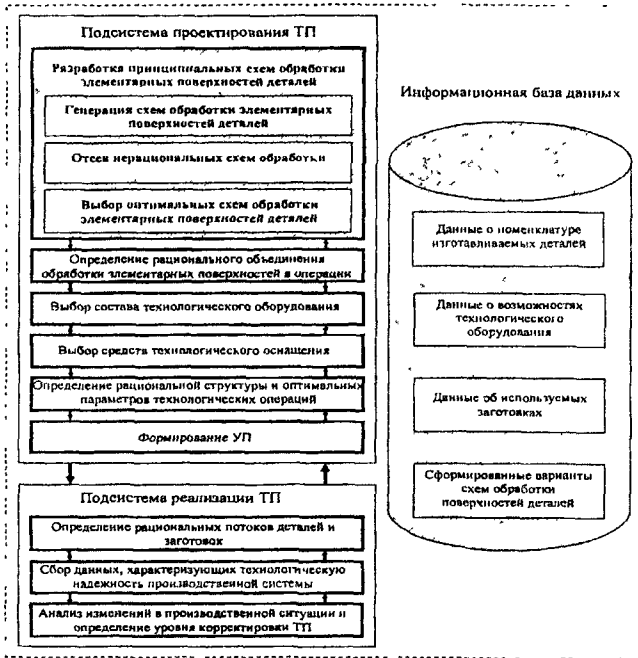 Подсистема проектирования ТП
Разработка принципиальных схем обработки
элементарных поверхностей деталей
Генерация схем обработки элементарных
поверхностей деталей
Отсев нерациональных схем обработки
Выбор оптимальных схем обработки
элементарных поверхностей деталей
Определение рационального объединения
обработки элементарных поверхностей в операции
Выбор состава технологического оборудования
Выбор средств технологического оснащения
Определение рациональной структуры и оптимальных
параметров технологических операций
Формирование УП
Подсистема реализации ТП
Определение рациональных потоков деталей и
заготовок
Сбор данных, характеризующих технологическую
надежность производственной системы
Анализ изменений в производственной ситуации и
определение уровня корректировки ТП
Информационная база данных
Данные о номенклатуре
изготавливаемых деталей
Данные о возможностях
технологического
оборудования
Данные об используемых
заготовках
Сформированные варианты
схем обработки
поверхностей деталей